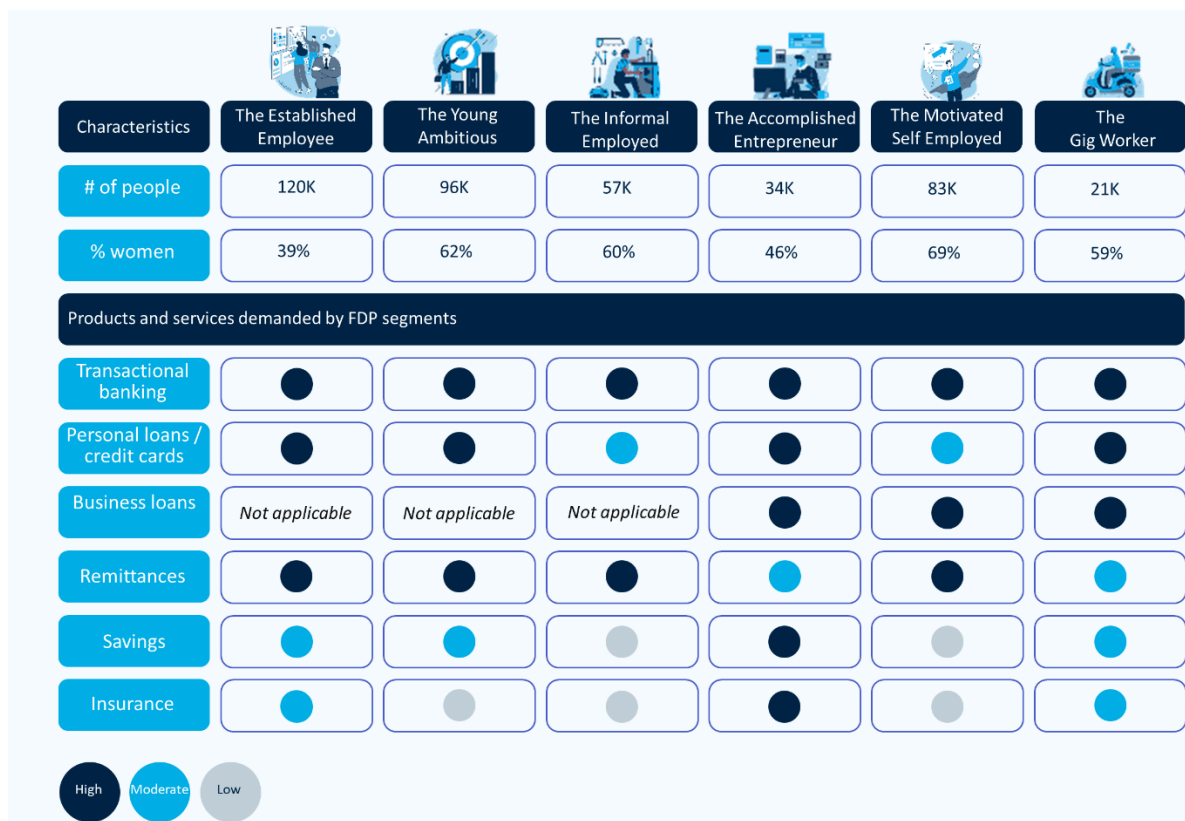 Characteristics
The Established
Employee
The Young
Ambitious
The Informal
Employed
The Accomplished
Entrepreneur
The Motivated
Self Employed
The
Gig Worker
# of people
120K
96K
57K
34K
83K
21K
% women
39%
62%
60%
46%
69%
59%
Products and services demanded by FDP segments
Transactional
banking
Personal loans /
credit cards
Business loans
Not applicable
Not applicable
Not applicable
Remittances
Savings
Insurance
High
Moderate
Low